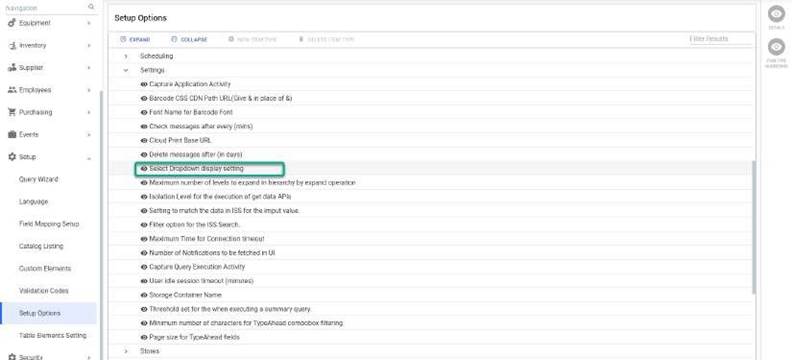 Navigation
Equipment
Inventory
Supplier
Employees
Purchasing
Events
Setup
Query Wizard
Language
Field Mapping Setup
Catalog Listing
Custom Elements
Validation Codes
Setup Options
Table Elements Setting
Security
Setup Options
EXPAND COLLAPSE NEW ITEM TYPE DELETE ITEM TYPE Filter Results
Scheduling
Settings
Capture Application Activity
Barcode CSS CDN Path URL(Give & in place of &)
Font Name for Barcode Font
Check messages after every (mins)
Cloud Print Base URL
Delete messages after (in days)
Select Dropdown display setting
Maximum number of levels to expand in hierarchy by expand operation
Isolation Level for the execution of get data APIs
Setting to match the data in ISS for the imput value.
Filter option for the ISS Search.
Maximum Time for Connection timeout
Number of Notifications to be fetched in UI
Capture Query Execution Activity
User idle session timeout (minutes)
Storage Container Name
Threshold set for the when executing a summary query.
Minimum number of characters for TypeAhead combobox filtering
Page size for TypeAhead fields
Stores
DETAILS